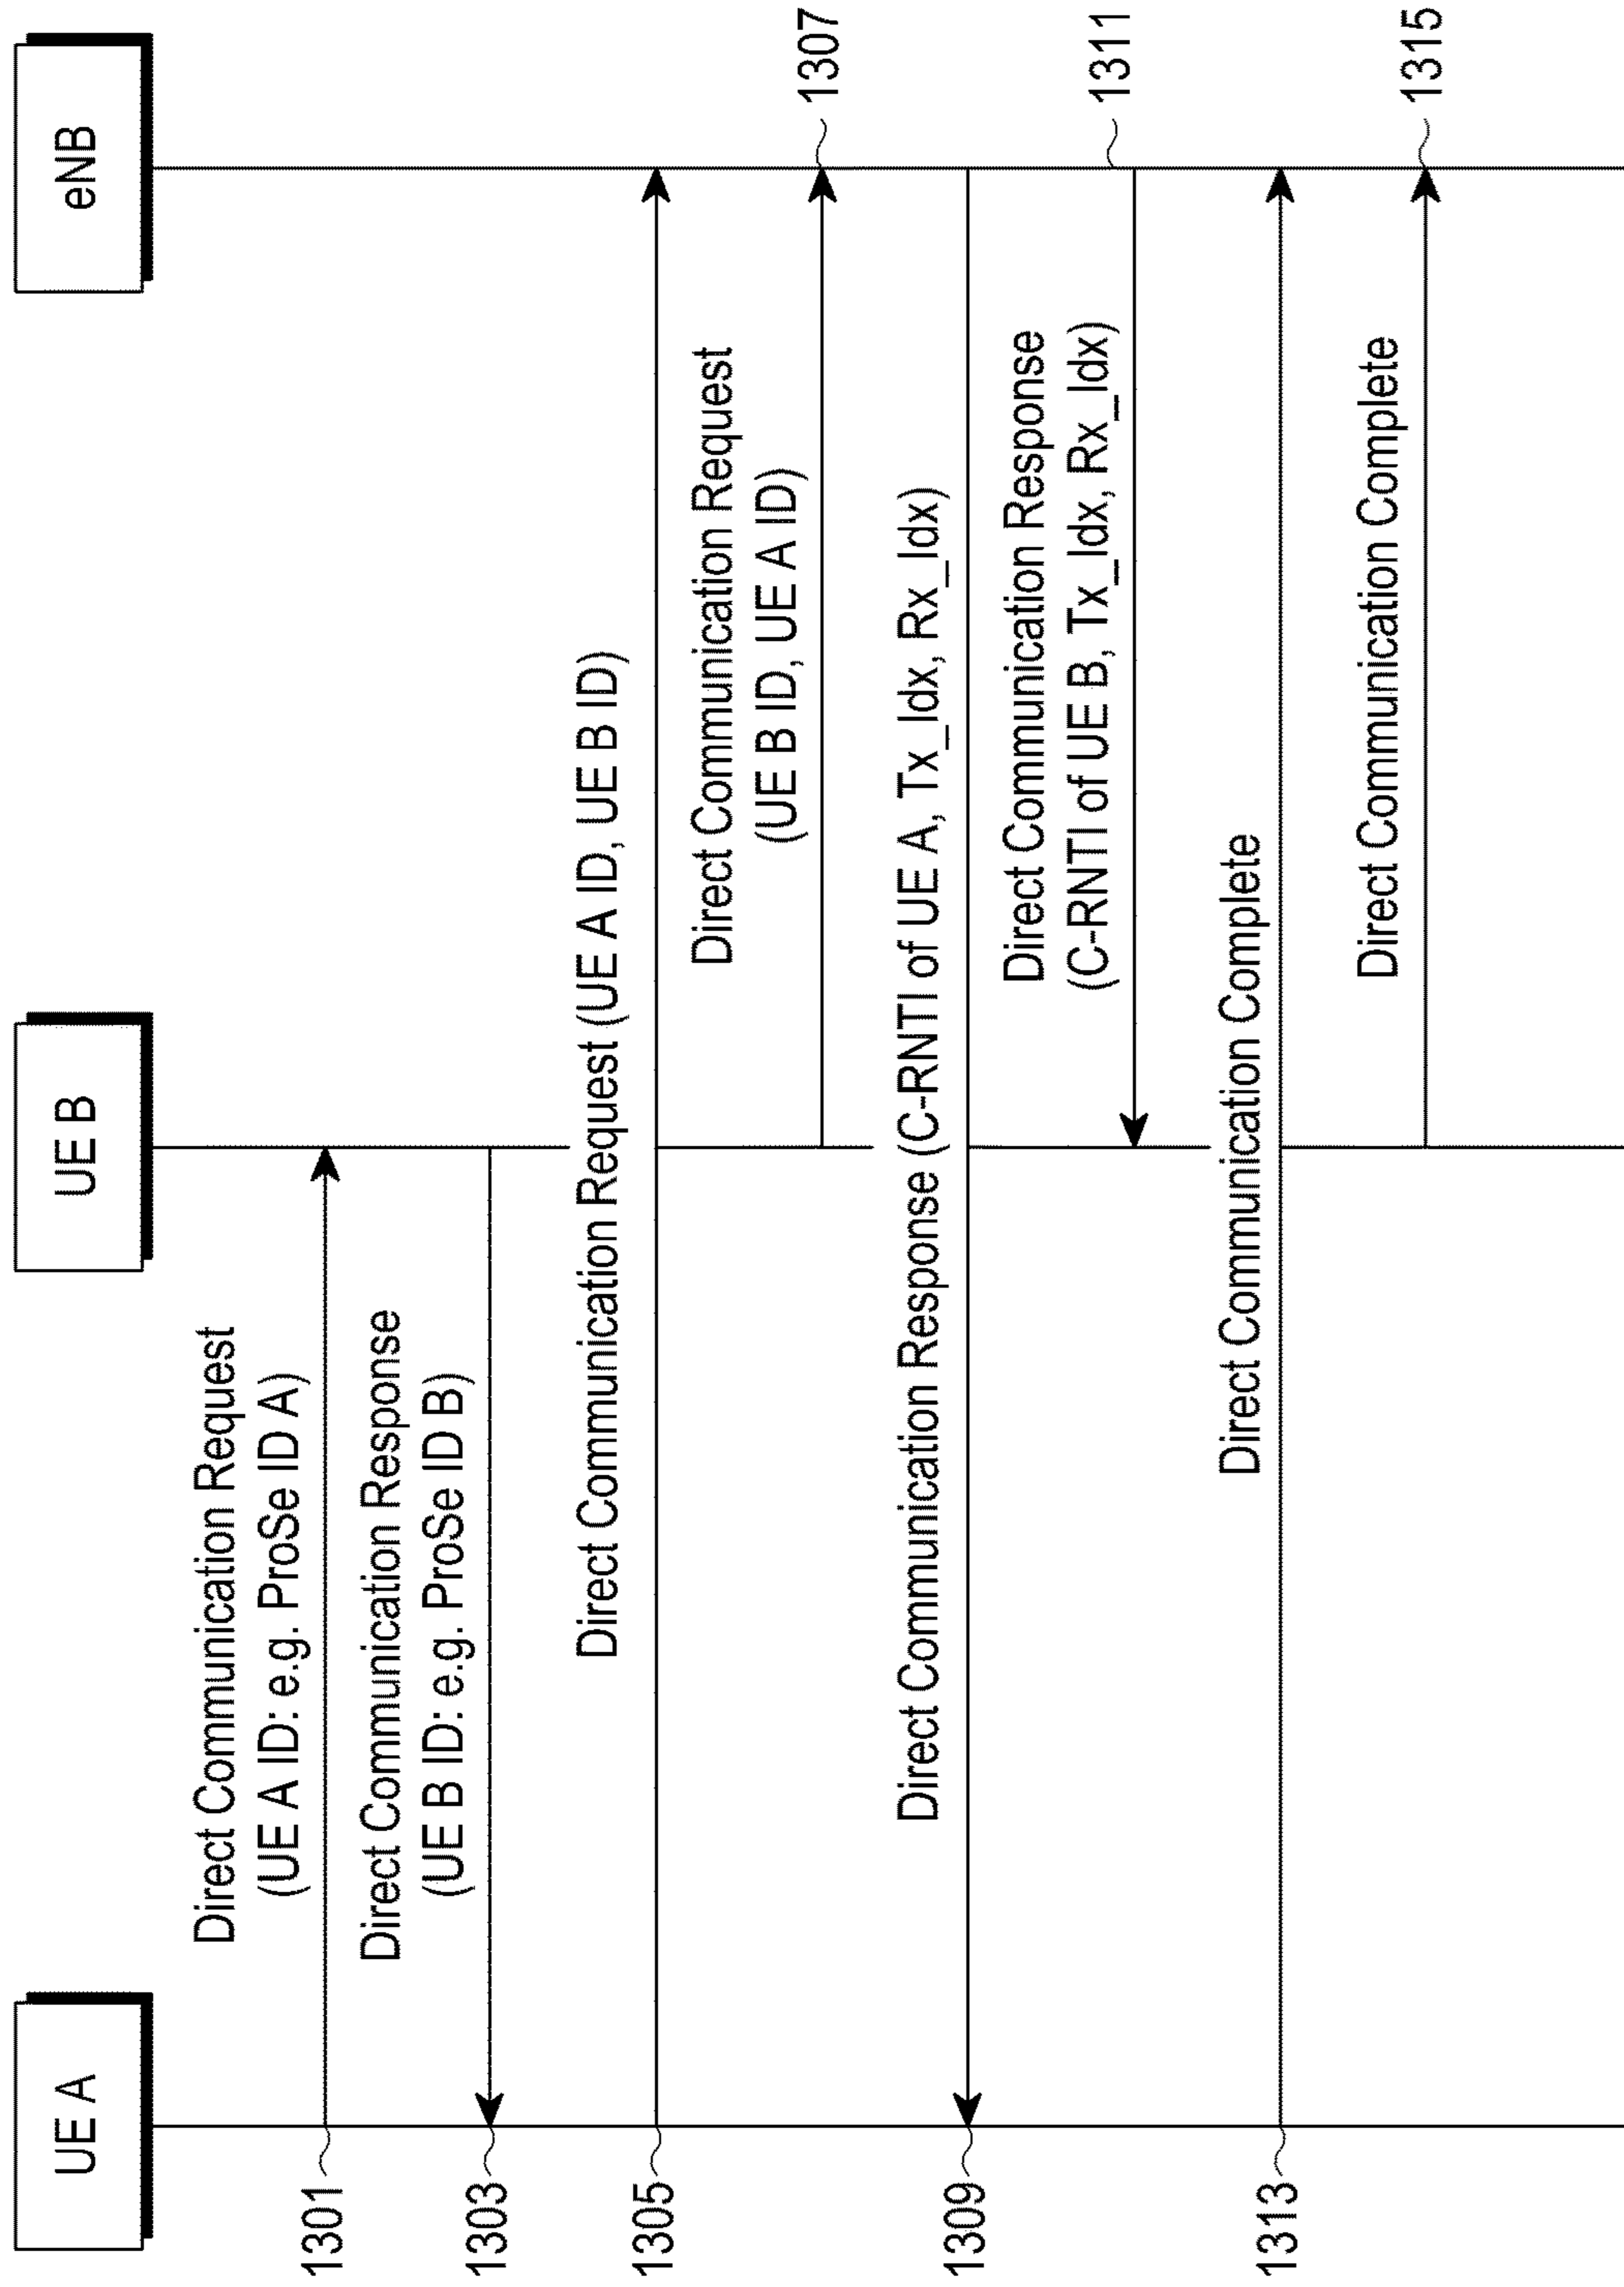 UE A
UE B
eNB
1301
Direct Communication Request
(UE A ID: e.g. ProSe ID A)
1303
Direct Communication Response
(UE B ID: e.g. ProSe ID B)
1305
Direct Communication Request (UE A ID, UE B ID)
Direct Communication Request
(UE B ID, UE A ID)
1307
1309
Direct Communication Response (C-RNTI of UE A, Tx_Idx, Rx_Idx)
Direct Communication Response
(C-RNTI of UE B, Tx_Idx, Rx_Idx)
1311
1313
Direct Communication Complete
Direct Communication Complete
1315